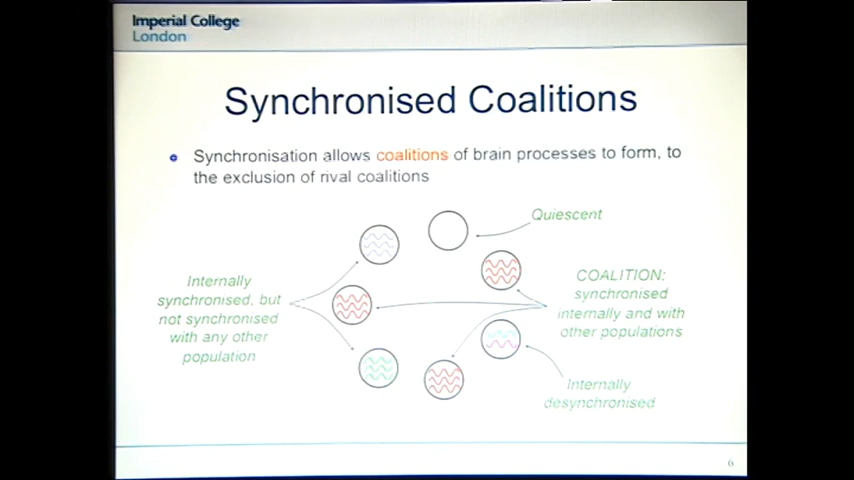 Imperial College
London
Synchronised Coalitions
Synchronisation allows coalitions of brain processes to form, to
the exclusion of rival coalitions
Quiescent
Internally
synchronised, but
not synchronised
with any other
population
COALITION:
synchronised
internally and with
other populations
Internally
desynchronised
6